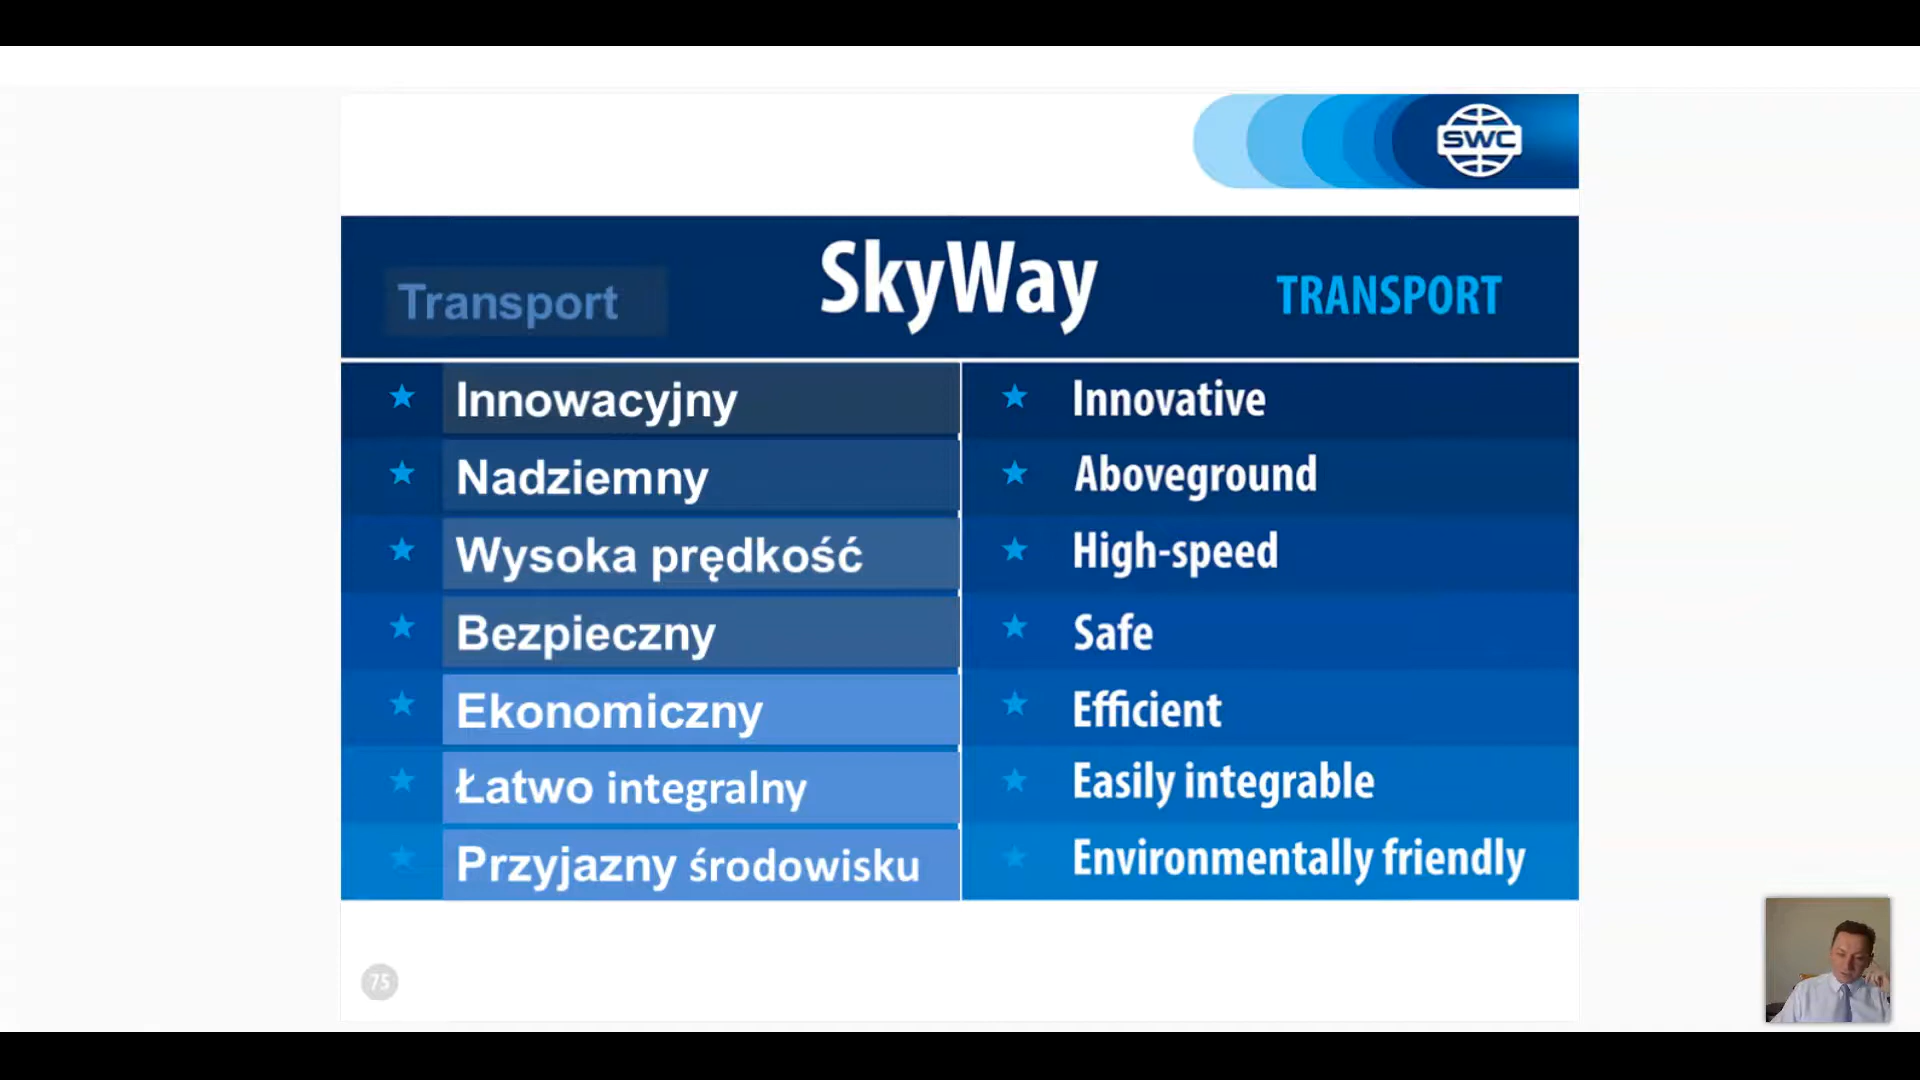 SWC
Transport
SkyWay
TRANSPORT
Innowacyjny
Innovative
Nadziemny
Aboveground
Wysoka prędkość
High-speed
Bezpieczny
Safe
Ekonomiczny
Efficient
Łatwo integralny
Easily integrable
Przyjazny środowisku
Environmentally friendly
75